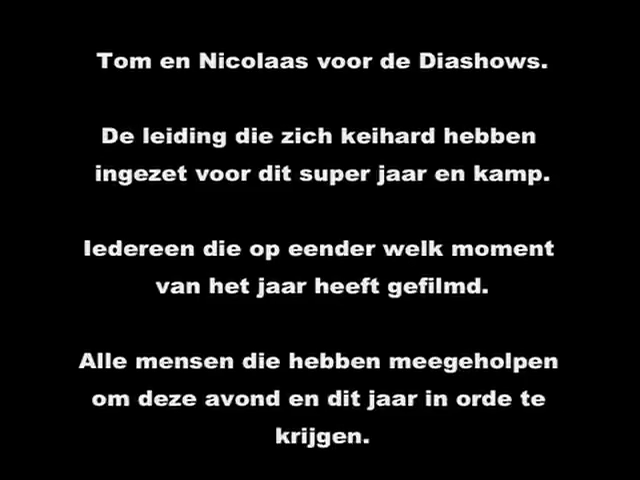 Tom en Nicolaas voor de Diashows.
De leiding die zich keihard hebben
ingezet voor dit super jaar en kamp.
Iedereen die op eender welk moment
van het jaar heeft gefilmd.
Alle mensen die hebben meegeholpen
om deze avond en dit jaar in orde te
krijgen.